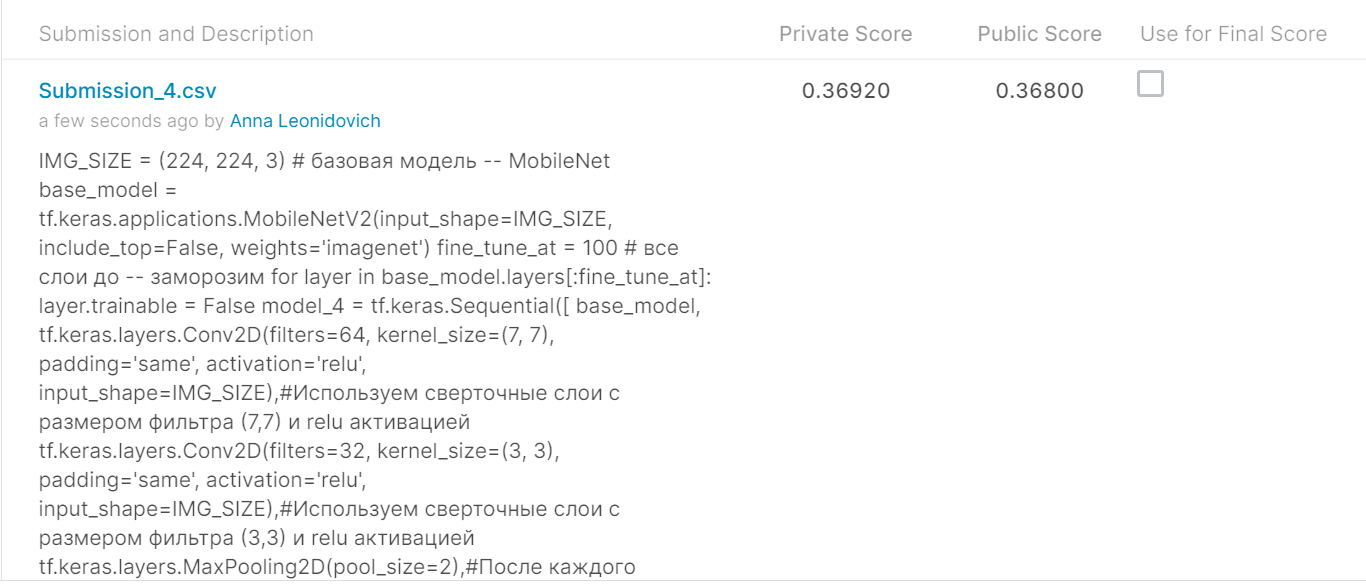 Submission and Description Private Score Public Score Use for Final Score
Submission_4.csv 0.36920 0.36800
a few seconds ago by Anna Leonidovich
IMG_SIZE = (224, 224, 3) # базовая модель -- MobileNet
base_model =
tf.keras.applications.MobileNetV2(input_shape=IMG_SIZE,
include_top=False, weights='imagenet') fine_tune_at = 100 # все
слои до -- заморозим for layer in base_model.layers[:fine_tune_at]:
layer.trainable = False model_4 = tf.keras.Sequential([ base_model,
tf.keras.layers.Conv2D(filters=64, kernel_size=(7, 7),
padding='same', activation='relu',
input_shape=IMG_SIZE),#Используем сверточные слои с
размером фильтра (7,7) и relu активацией
tf.keras.layers.Conv2D(filters=32, kernel_size=(3, 3),
padding='same', activation='relu',
input_shape=IMG_SIZE),#Используем сверточные слои с
размером фильтра (3,3) и relu активацией
tf.keras.layers.MaxPooling2D(pool_size=2),#После каждого